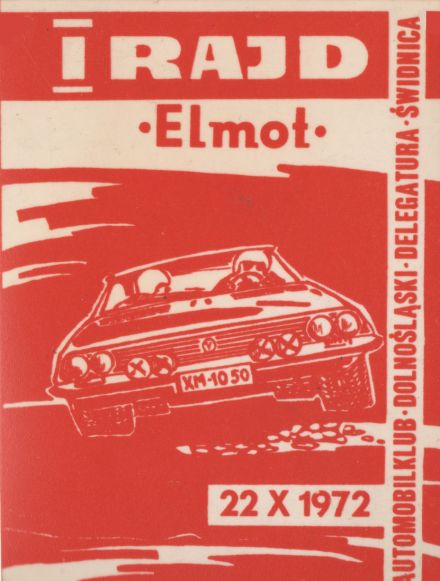 I RAJD
·Elmot·
XM-10 50
22 X 1972
AUTOMOBILKLUB·DOLNOŚLĄSKI·DELEGATURA·ŚWIDNICA